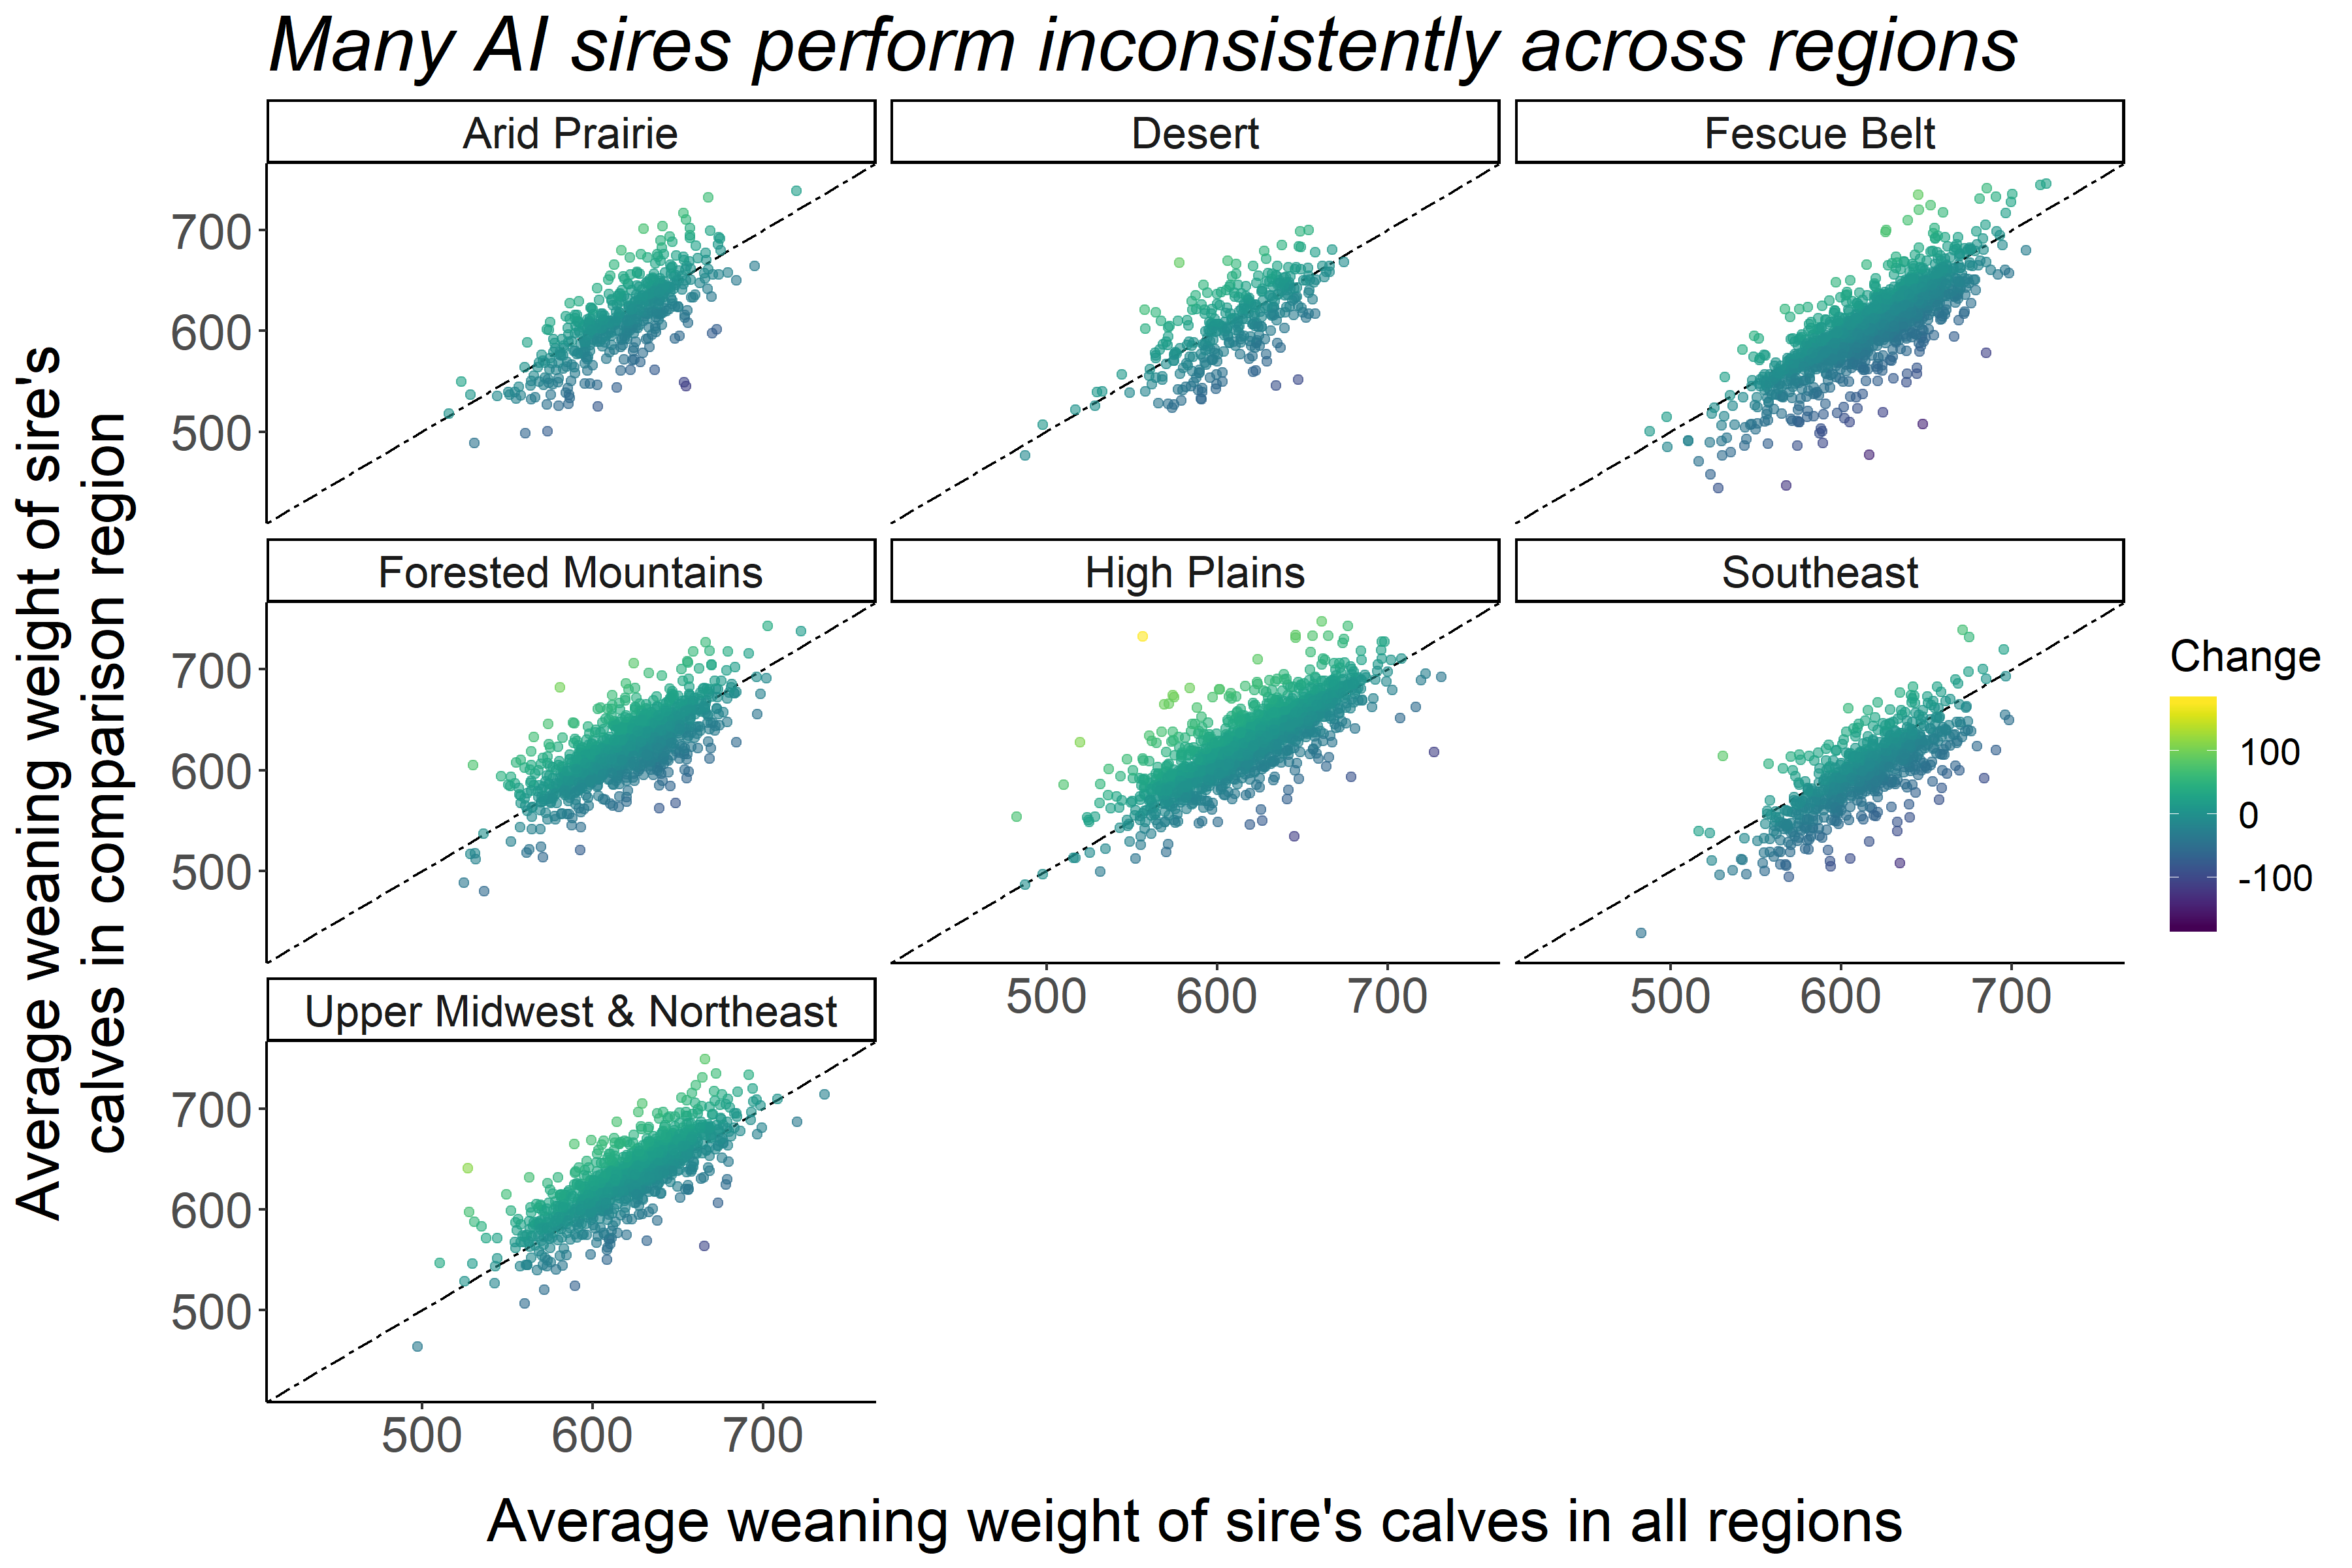 Many AI sires perform inconsistently across regions
Arid Prairie
Desert
Fescue Belt
700
600
500
Forested Mountains
High Plains
Southeast
700
600
500
500
600
700
500
600
700
Upper Midwest & Northeast
700
600
500
500
600
700
Average weaning weight of sire's
calves in comparison region
Average weaning weight of sire's calves in all regions
Change
100
0
-100